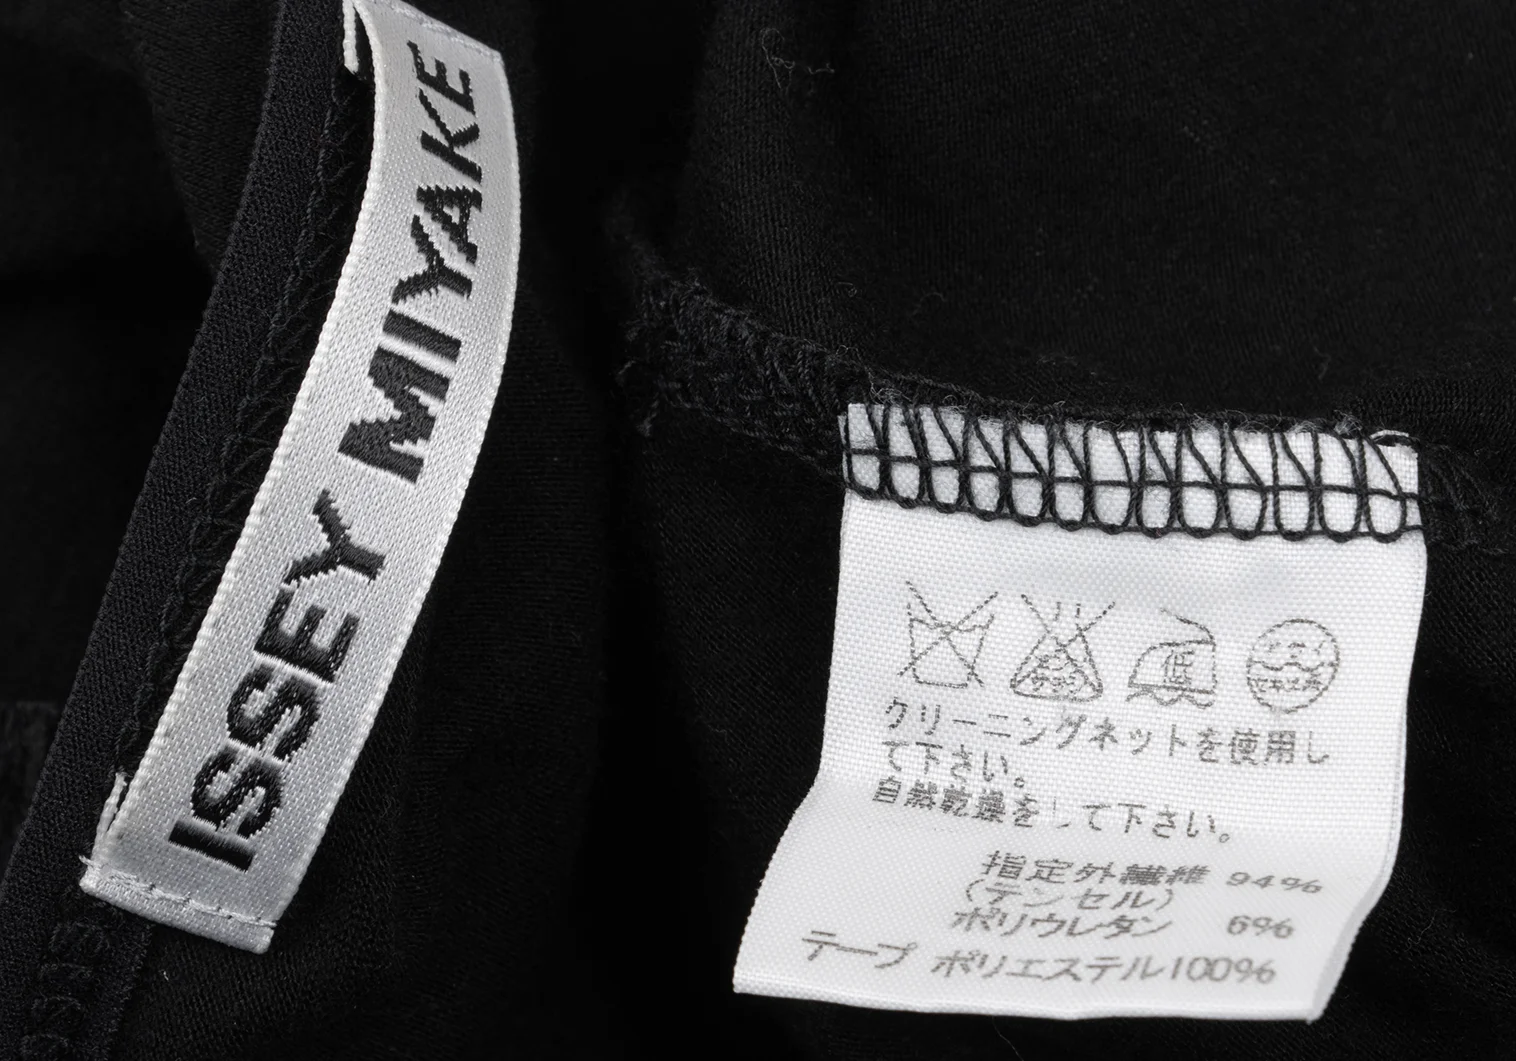 ISSEY MIYAKE
低
クリーニングネットを使用し
て下さい。
自然乾燥をして下さい。
指定外繊維 94%
(テンセル)
ポリウレタン 6%
テープ ポリエステル100%